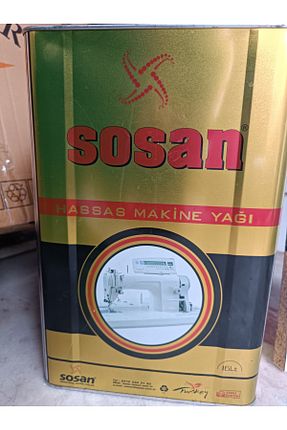 sosan
HASSAS MAKİNE YAĞI
15Lt
sosan
Turkey